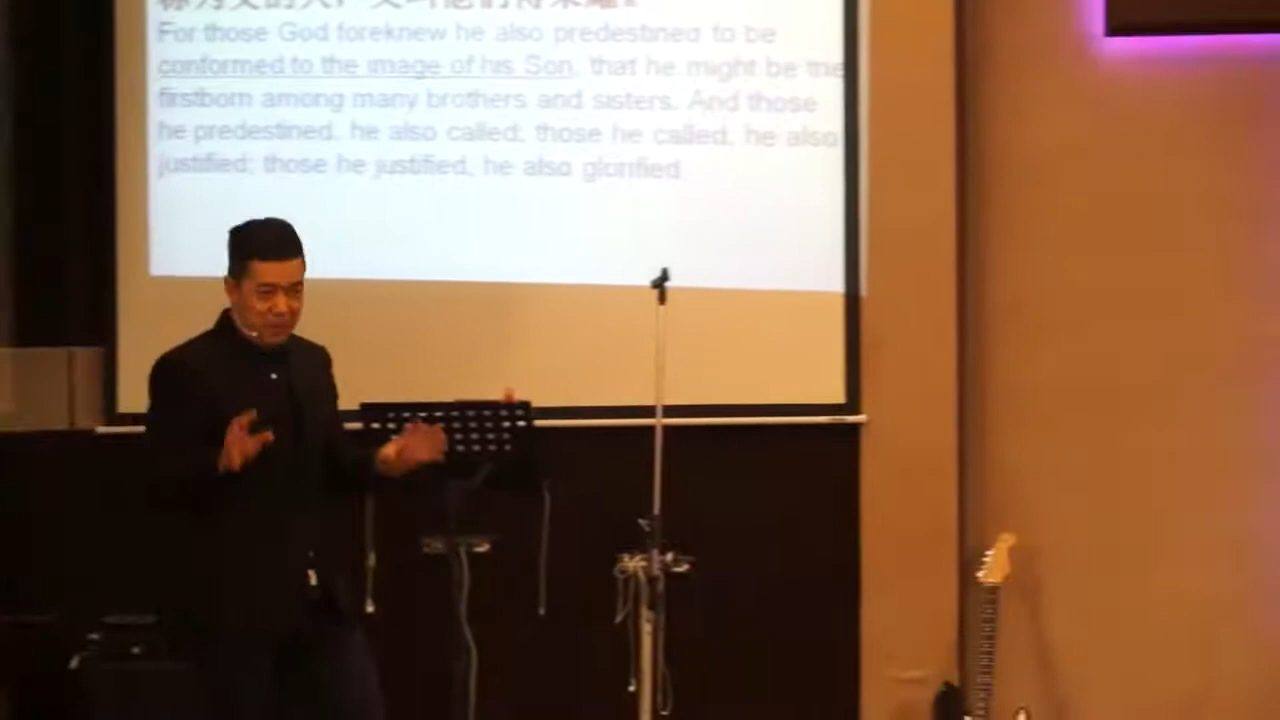 For those God foreknew he also predestined to be
conformed to the image of his Son, that he might be the
firstborn among many brothers and sisters. And those
he predestined, he also called; those he called, he also
justified; those he justified, he also glorified.